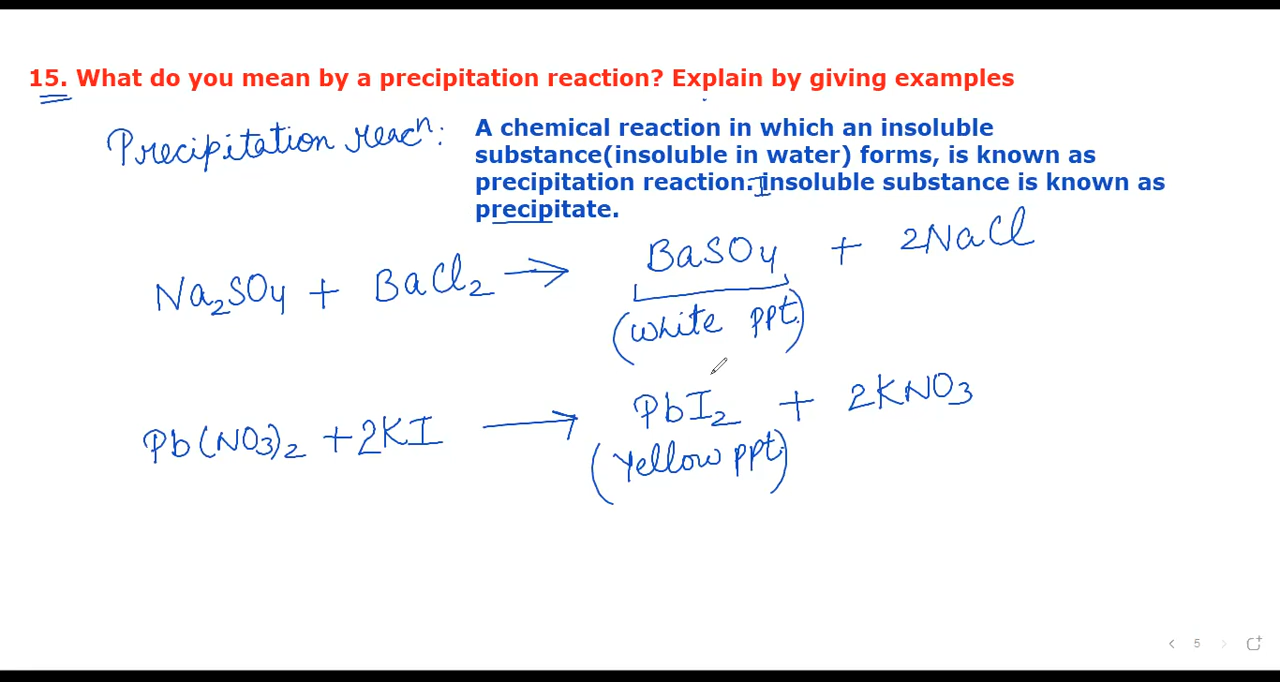 15. What do you mean by a precipitation reaction? Explain by giving examples
Precipitation reacn:
A chemical reaction in which an insoluble
substance(insoluble in water) forms, is known as
precipitation reaction. Insoluble substance is known as
precipitate.
Na2SO4 + BaCl2 → BaSO4 + 2NaCl
(white ppt.)
Pb(NO3)2 + 2KI → PbI2 + 2KNO3
(Yellow ppt.)
< 5 >